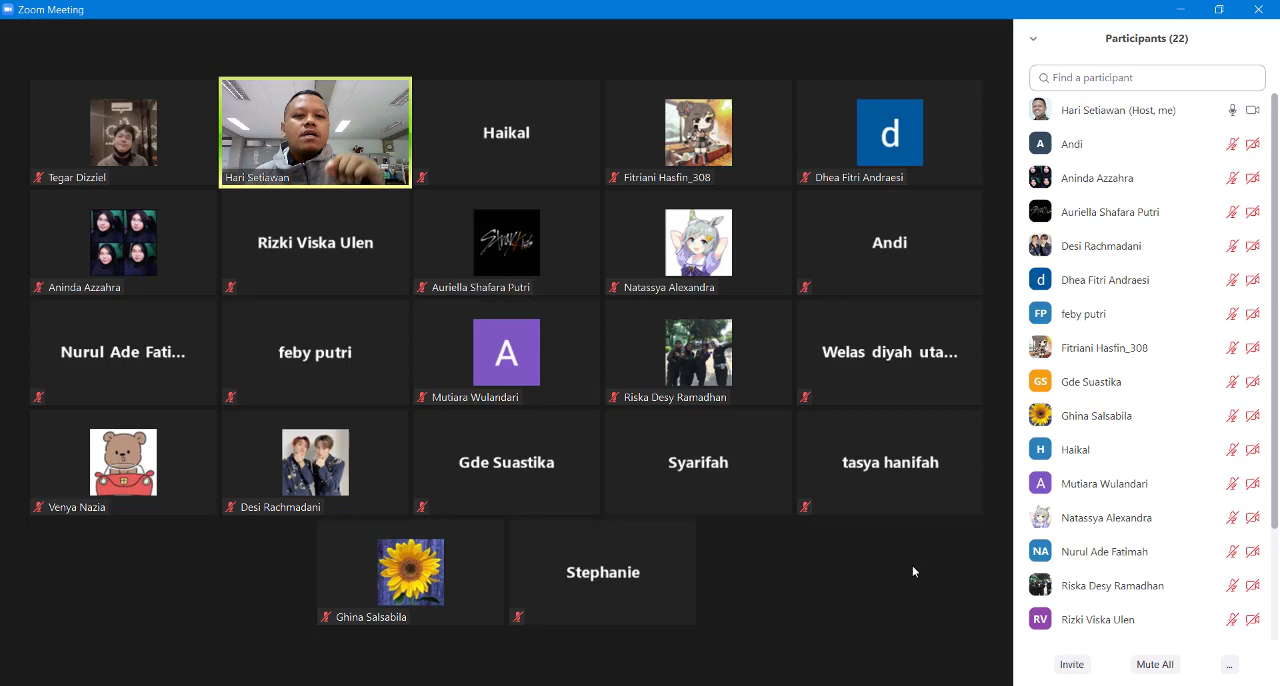 Zoom Meeting
Participants (22)
Find a participant
Tegar Dizziel
Hari Setiawan
Haikal
Fitriani Hasfin_308
d
Dhea Fitri Andraesi
Aninda Azzahra
Rizki Viska Ulen
Auriella Shafara Putri
Natassya Alexandra
Andi
Nurul Ade Fati...
feby putri
A
Mutiara Wulandari
Riska Desy Ramadhan
Welas diyah uta...
Venya Nazia
Desi Rachmadani
Gde Suastika
Syarifah
tasya hanifah
Ghina Salsabila
Stephanie
Hari Setiawan (Host, me)
A Andi
Aninda Azzahra
Auriella Shafara Putri
Desi Rachmadani
d Dhea Fitri Andraesi
FP feby putri
Fitriani Hasfin_308
GS Gde Suastika
Ghina Salsabila
H Haikal
A Mutiara Wulandari
Natassya Alexandra
NA Nurul Ade Fatimah
Riska Desy Ramadhan
RV Rizki Viska Ulen
Invite Mute All ...